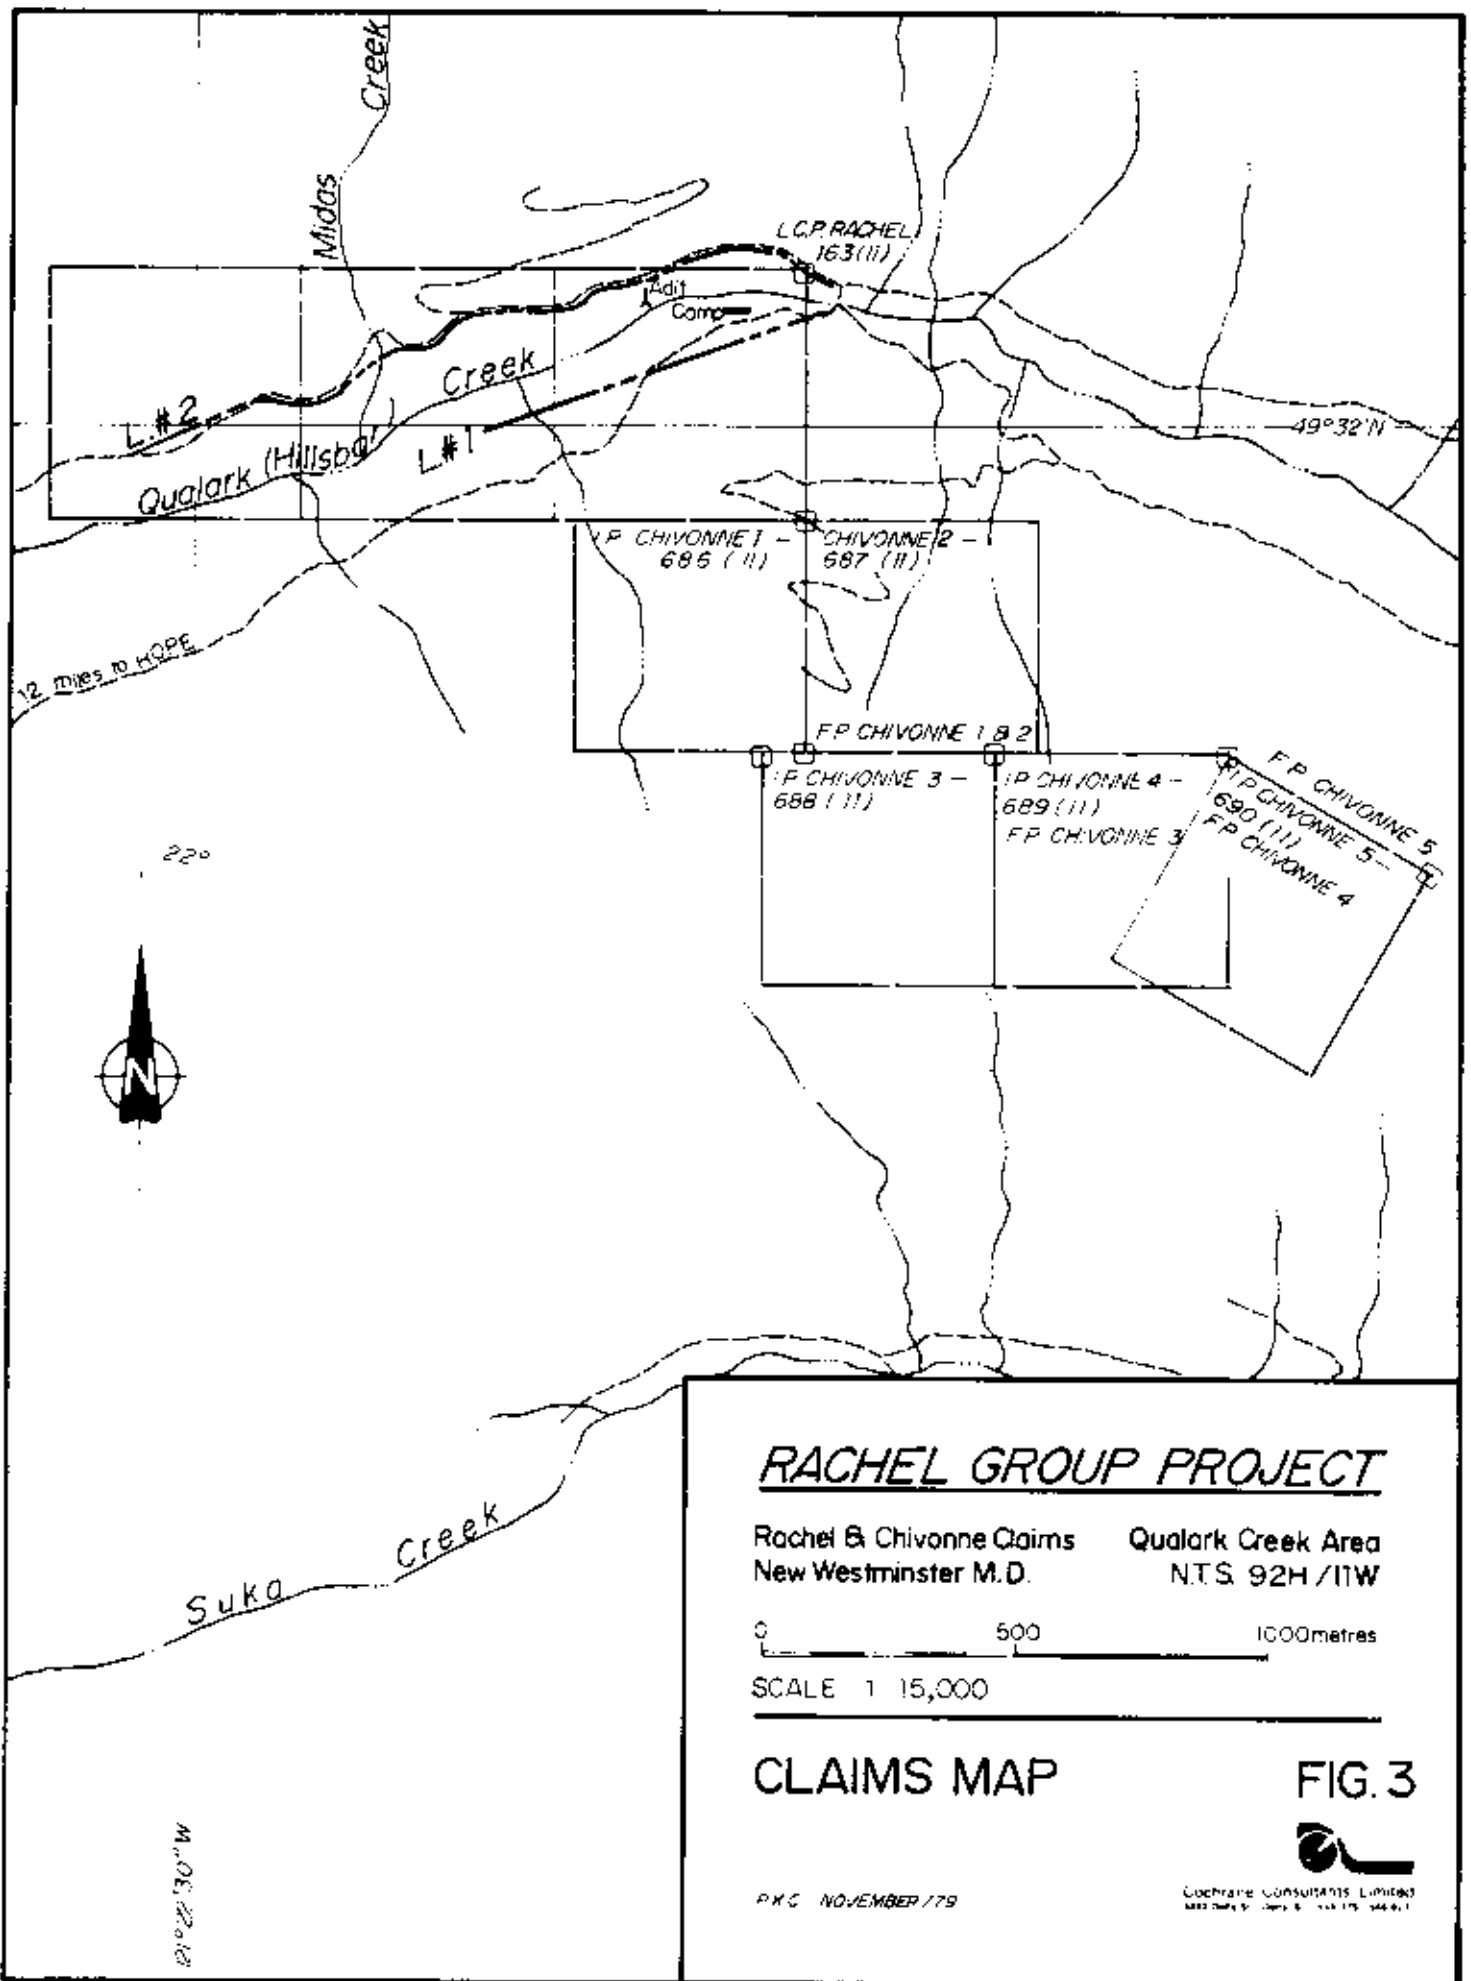 Midas Creek
L.C.P. RACHEL
163(11)
Adit
Camp
Creek
L.#2
L.#1
49°32'N
Qualark (Hillsbar)
I.P. CHIVONNE 1 -
686 (11)
CHIVONNE 2 -
687 (11)
12 miles to HOPE
F.P. CHIVONNE 1 & 2
I.P. CHIVONNE 3 -
688 (11)
I.P. CHIVONNE 4 -
689 (11)
F.P. CHIVONNE 3
F.P. CHIVONNE 5
I.P. CHIVONNE 5 -
690 (11)
F.P. CHIVONNE 4
22°
N
Suka Creek
RACHEL GROUP PROJECT
Rachel & Chivonne Claims
New Westminster M.D.
Qualark Creek Area
N.T.S. 92H/11W
0 500 1000metres
SCALE 1 15,000
CLAIMS MAP
FIG. 3
121°22'30"W
P.K.C. NOVEMBER/79
Cochrane Consultants Limited